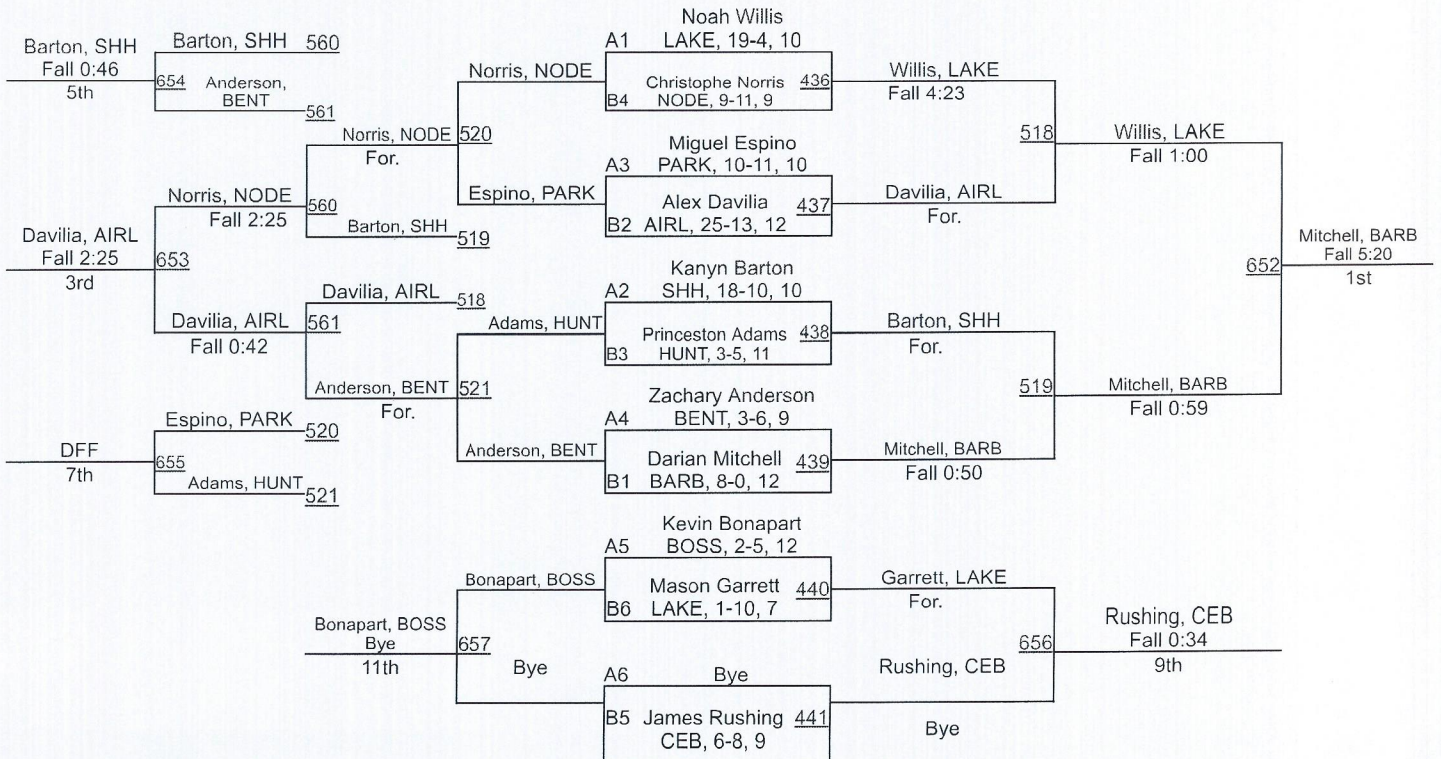 Noah Willis
A1 LAKE, 19-4, 10
Christophe Norris 436
B4 NODE, 9-11, 9
Miguel Espino
A3 PARK, 10-11, 10
Alex Davilia 437
B2 AIRL, 25-13, 12
Kanyn Barton
A2 SHH, 18-10, 10
Princeston Adams 438
B3 HUNT, 3-5, 11
Zachary Anderson
A4 BENT, 3-6, 9
Darian Mitchell 439
B1 BARB, 8-0, 12
Kevin Bonapart
A5 BOSS, 2-5, 12
Mason Garrett 440
B6 LAKE, 1-10, 7
A6 Bye
B5 James Rushing 441
CEB, 6-8, 9
Willis, LAKE
Fall 4:23
518
Davilia, AIRL
For.
Barton, SHH
For.
519
Mitchell, BARB
Fall 0:50
Garrett, LAKE
For.
656
Rushing, CEB
Bye
Willis, LAKE
Fall 1:00
652
Mitchell, BARB
Fall 0:59
Mitchell, BARB
Fall 5:20
1st
Rushing, CEB
Fall 0:34
9th
Norris, NODE
520
Espino, PARK
Adams, HUNT
521
Anderson, BENT
Bonapart, BOSS
657
Bye
Norris, NODE
For.
560
Barton, SHH 519
Davilia, AIRL 518
561
Anderson, BENT
For.
Bonapart, BOSS
Bye
11th
Norris, NODE
Fall 2:25
653
Davilia, AIRL
Fall 0:42
Davilia, AIRL
Fall 2:25
3rd
Barton, SHH 560
654
Anderson,
BENT
561
Barton, SHH
Fall 0:46
5th
Espino, PARK 520
655
Adams, HUNT 521
DFF
7th